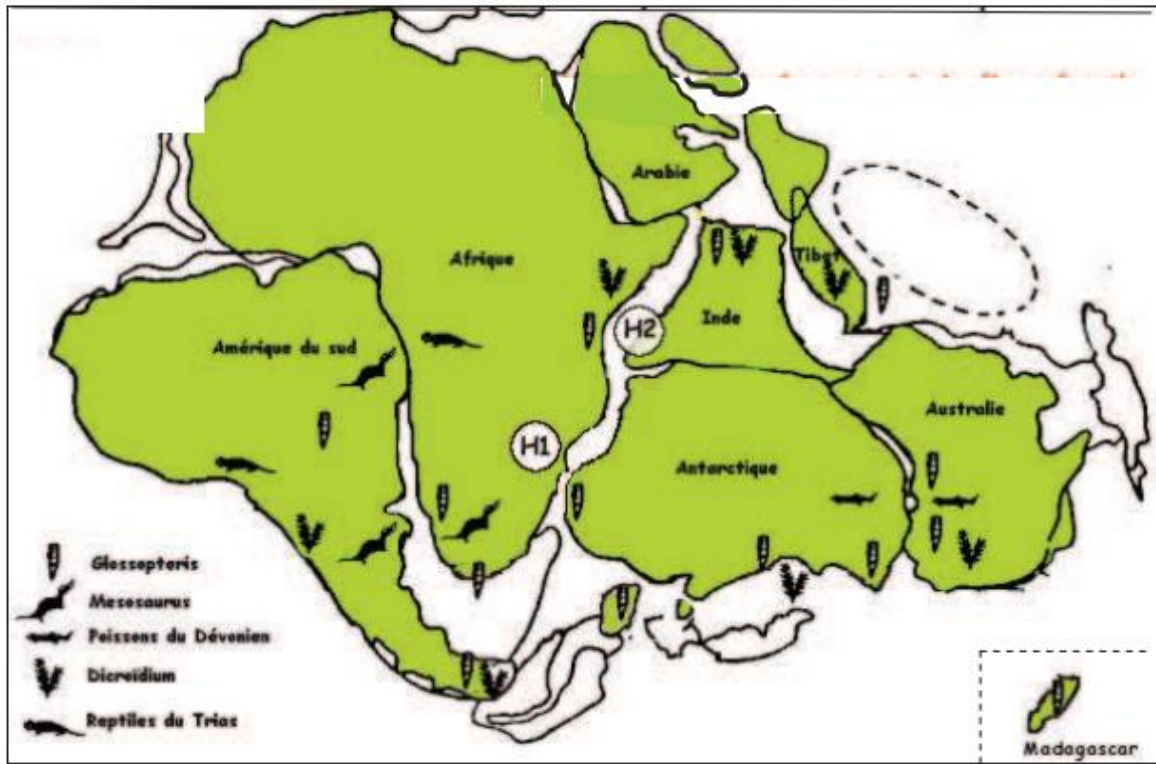 Arabie
Afrique
Tibet
Amérique du sud
H2
Inde
Australie
H1
Antarctique
Glossopteris
Mesosaurus
Poissons du Dévonien
Dicroïdium
Reptiles du Trias
Madagascar